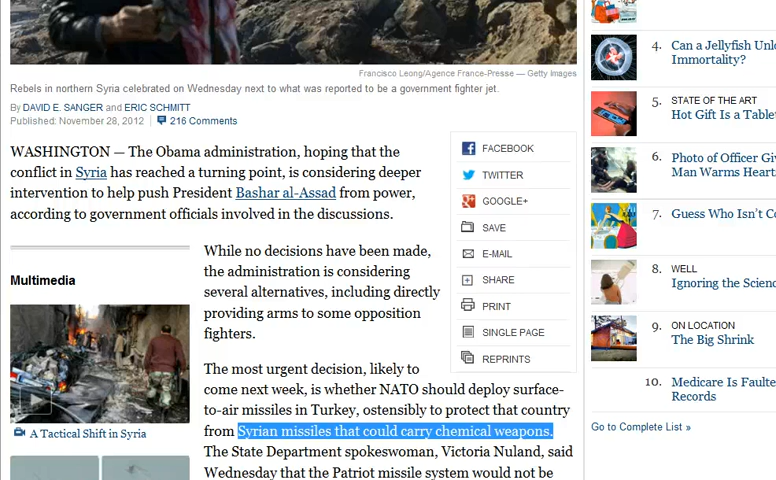 Francisco Leong/Agence France-Presse — Getty Images
Rebels in northern Syria celebrated on Wednesday next to what was reported to be a government fighter jet.
By DAVID E. SANGER and ERIC SCHMITT
Published: November 28, 2012
216 Comments
WASHINGTON — The Obama administration, hoping that the
conflict in Syria has reached a turning point, is considering deeper
intervention to help push President Bashar al-Assad from power,
according to government officials involved in the discussions.
FACEBOOK
TWITTER
GOOGLE+
SAVE
E-MAIL
SHARE
PRINT
SINGLE PAGE
REPRINTS
Multimedia
A Tactical Shift in Syria
While no decisions have been made,
the administration is considering
several alternatives, including directly
providing arms to some opposition
fighters.
The most urgent decision, likely to
come next week, is whether NATO should deploy surface-
to-air missiles in Turkey, ostensibly to protect that country
from Syrian missiles that could carry chemical weapons.
The State Department spokeswoman, Victoria Nuland, said
Wednesday that the Patriot missile system would not be
4. Can a Jellyfish
Immortality?
5. STATE OF THE ART
Hot Gift Is a
6. Photo of Officer
Man Warms
7. Guess Who Isn't
8. WELL
Ignoring the
9. ON LOCATION
The Big Shrink
10. Medicare Is
Records
Go to Complete List »